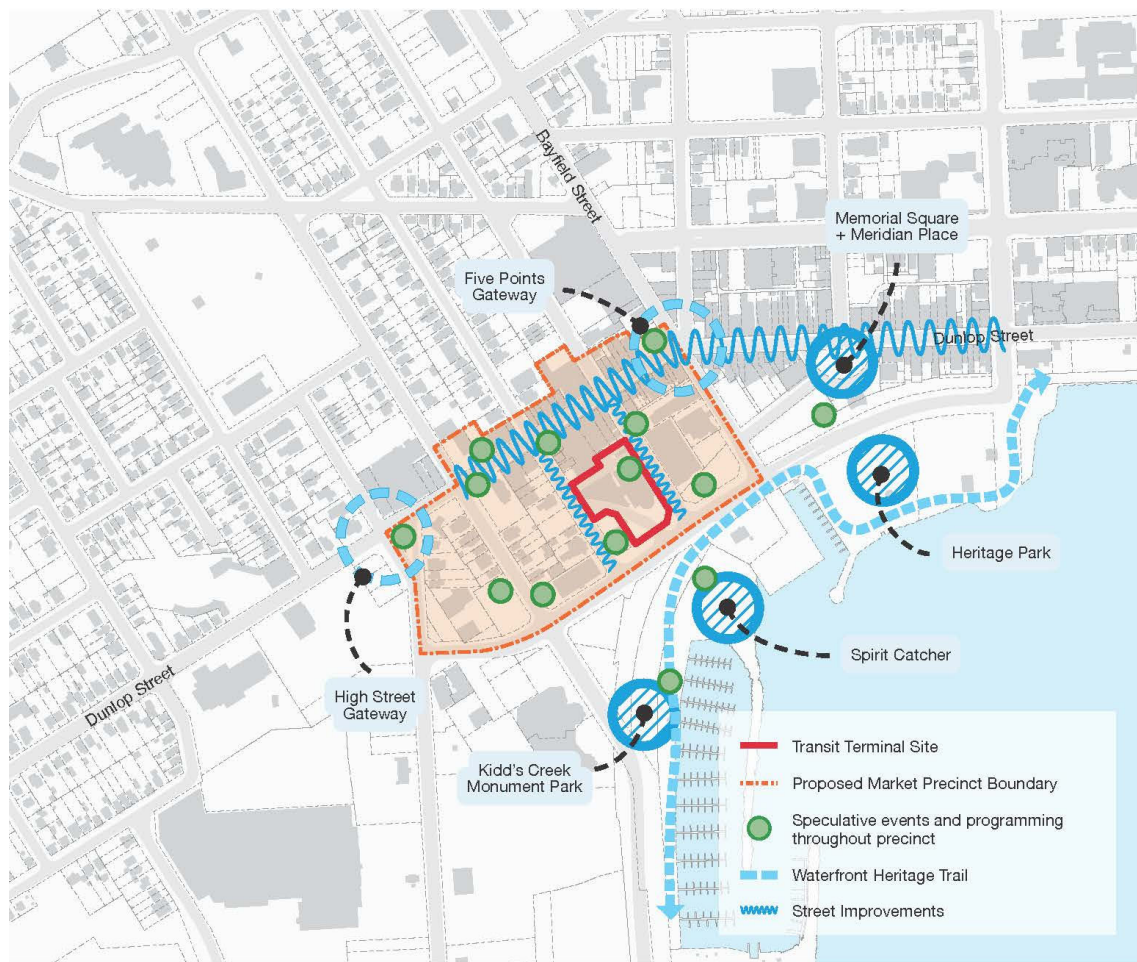 Bayfield Street
Memorial Square
+ Meridian Place
Five Points
Gateway
Dunlop Street
Heritage Park
Spirit Catcher
Dunlop Street
High Street
Gateway
Kidd's Creek
Monument Park
Transit Terminal Site
Proposed Market Precinct Boundary
Speculative events and programming
throughout precinct
Waterfront Heritage Trail
Street Improvements